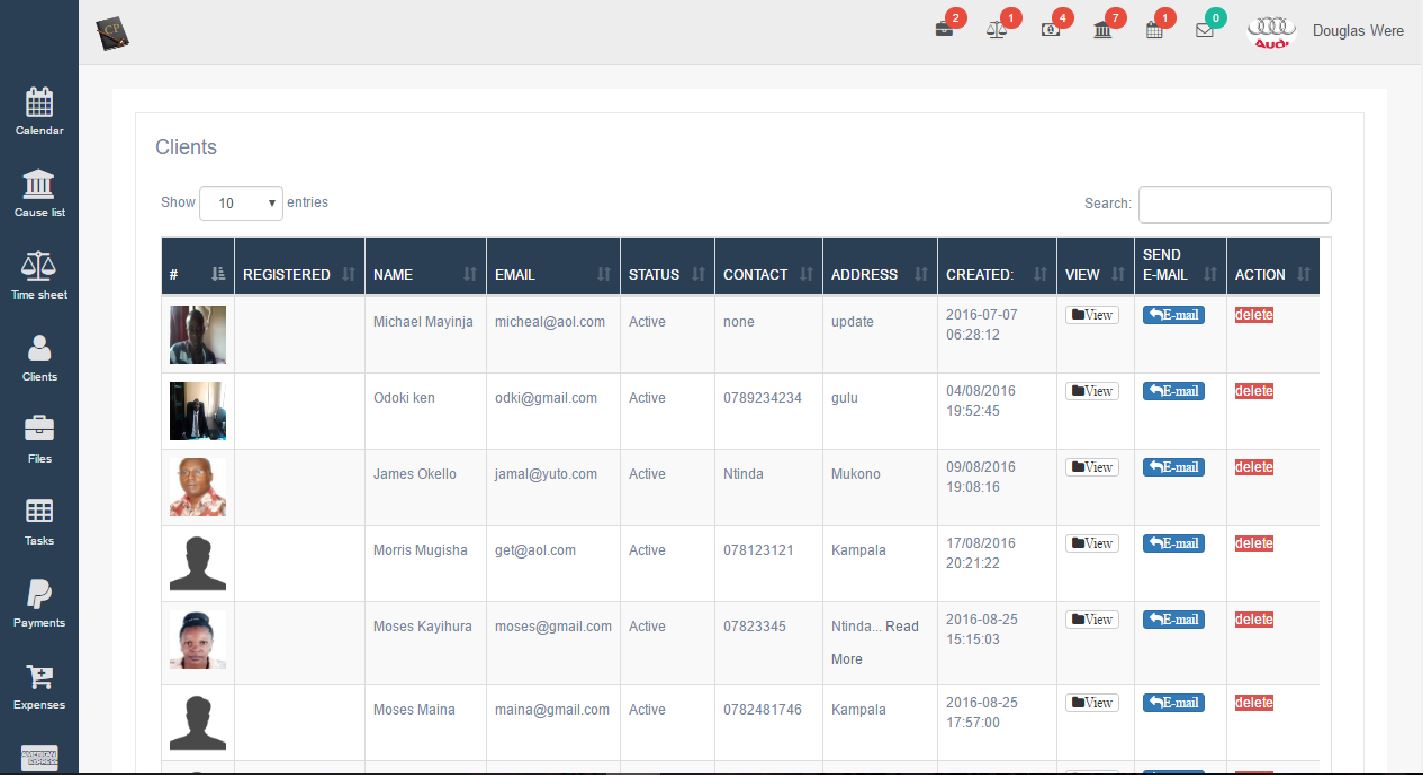 CP
2 1 4 7 1 0
Audi
Douglas Were
Calendar
Cause list
Time sheet
Clients
Files
Tasks
Payments
Expenses
Clients
Show 10 entries
Search:
# REGISTERED NAME EMAIL STATUS CONTACT ADDRESS CREATED: VIEW SEND E-MAIL ACTION
Michael Mayinja micheal@aol.com Active none update 2016-07-07 06:28:12 View E-mail delete
Odoki ken odki@gmail.com Active 0789234234 gulu 04/08/2016 19:52:45 View E-mail delete
James Okello jamal@yuto.com Active Ntinda Mukono 09/08/2016 19:08:16 View E-mail delete
Morris Mugisha get@aol.com Active 078123121 Kampala 17/08/2016 20:21:22 View E-mail delete
Moses Kayihura moses@gmail.com Active 07823345 Ntinda... Read More 2016-08-25 15:15:03 View E-mail delete
Moses Maina maina@gmail.com Active 0782481746 Kampala 2016-08-25 17:57:00 View E-mail delete